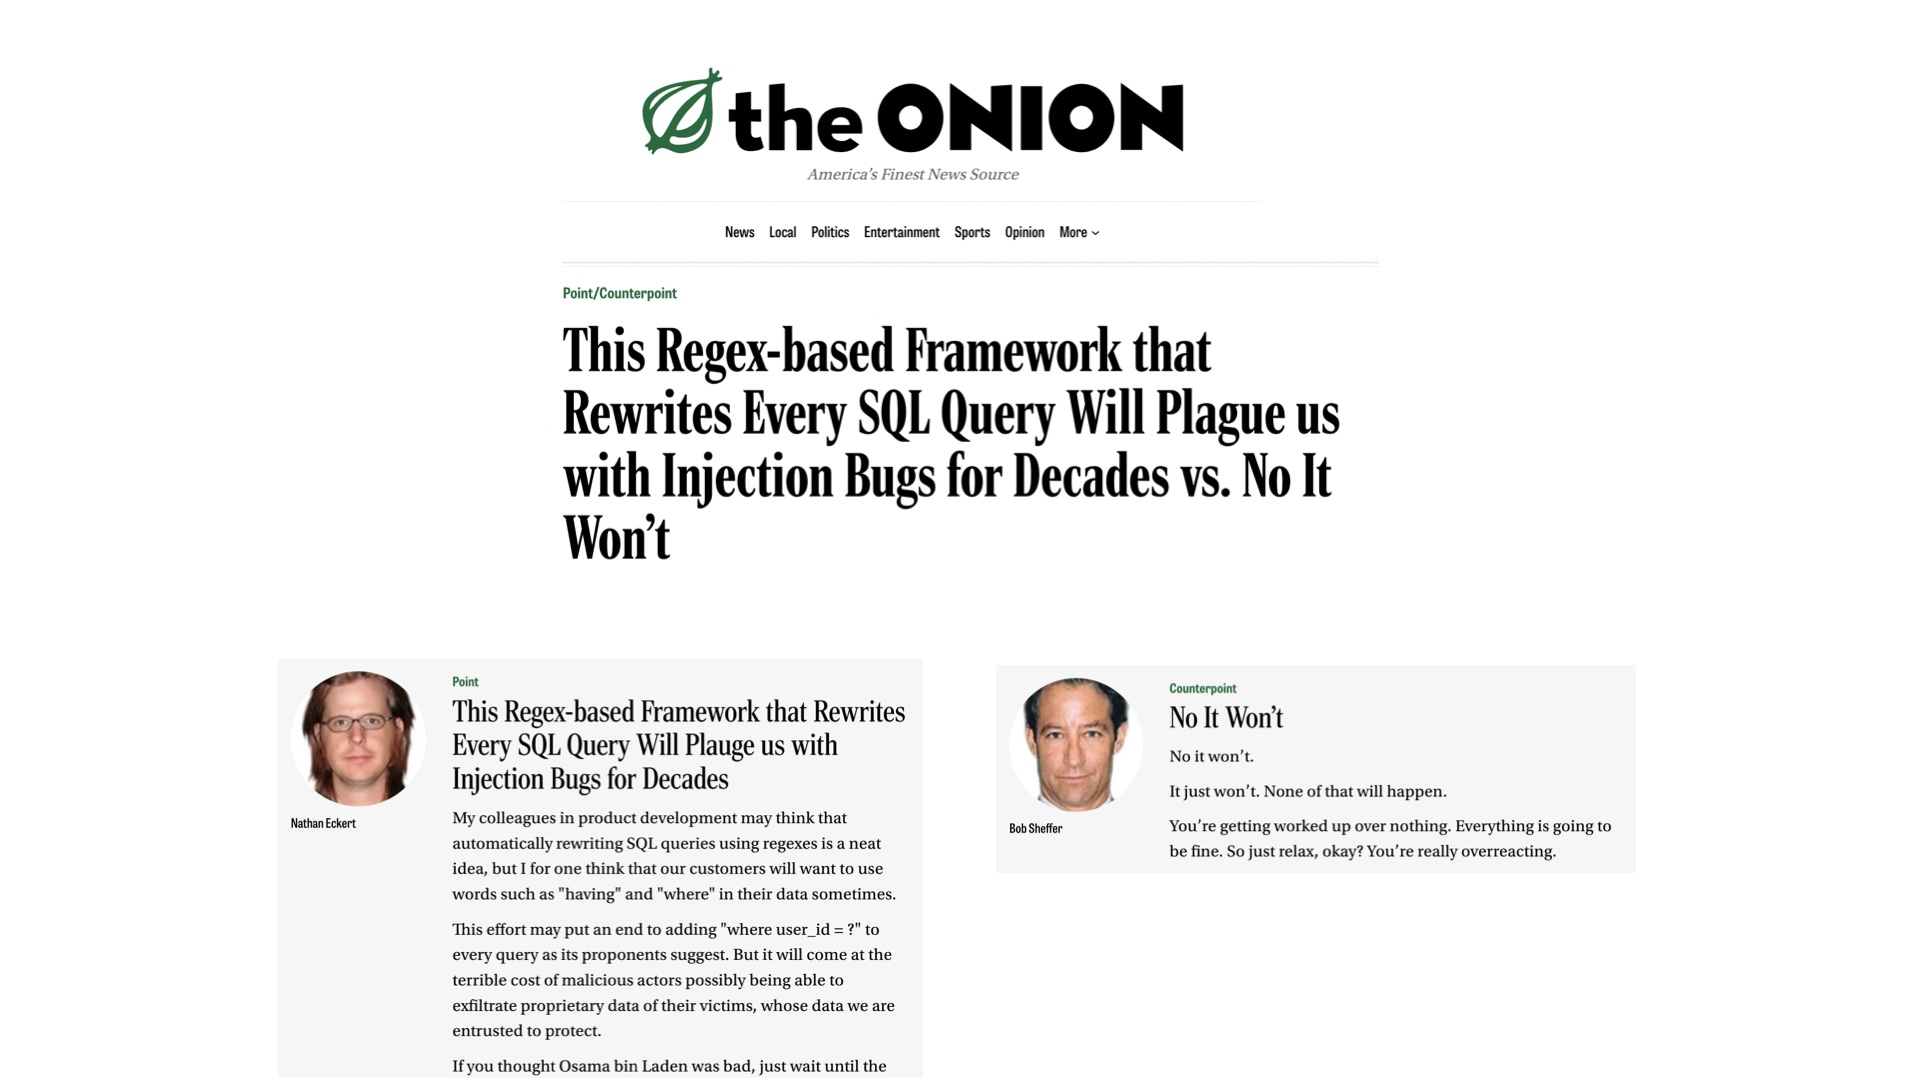 the ONION
America's Finest News Source
News Local Politics Entertainment Sports Opinion More
Point/Counterpoint
This Regex-based Framework that
Rewrites Every SQL Query Will Plague us
with Injection Bugs for Decades vs. No It
Won't
Point
This Regex-based Framework that Rewrites
Every SQL Query Will Plauge us with
Injection Bugs for Decades
Nathan Eckert
My colleagues in product development may think that
automatically rewriting SQL queries using regexes is a neat
idea, but I for one think that our customers will want to use
words such as "having" and "where" in their data sometimes.
This effort may put an end to adding "where user_id = ?" to
every query as its proponents suggest. But it will come at the
terrible cost of malicious actors possibly being able to
exfiltrate proprietary data of their victims, whose data we are
entrusted to protect.
If you thought Osama bin Laden was bad, just wait until the
Counterpoint
No It Won't
Bob Sheffer
No it won't.
It just won't. None of that will happen.
You're getting worked up over nothing. Everything is going to
be fine. So just relax, okay? You're really overreacting.